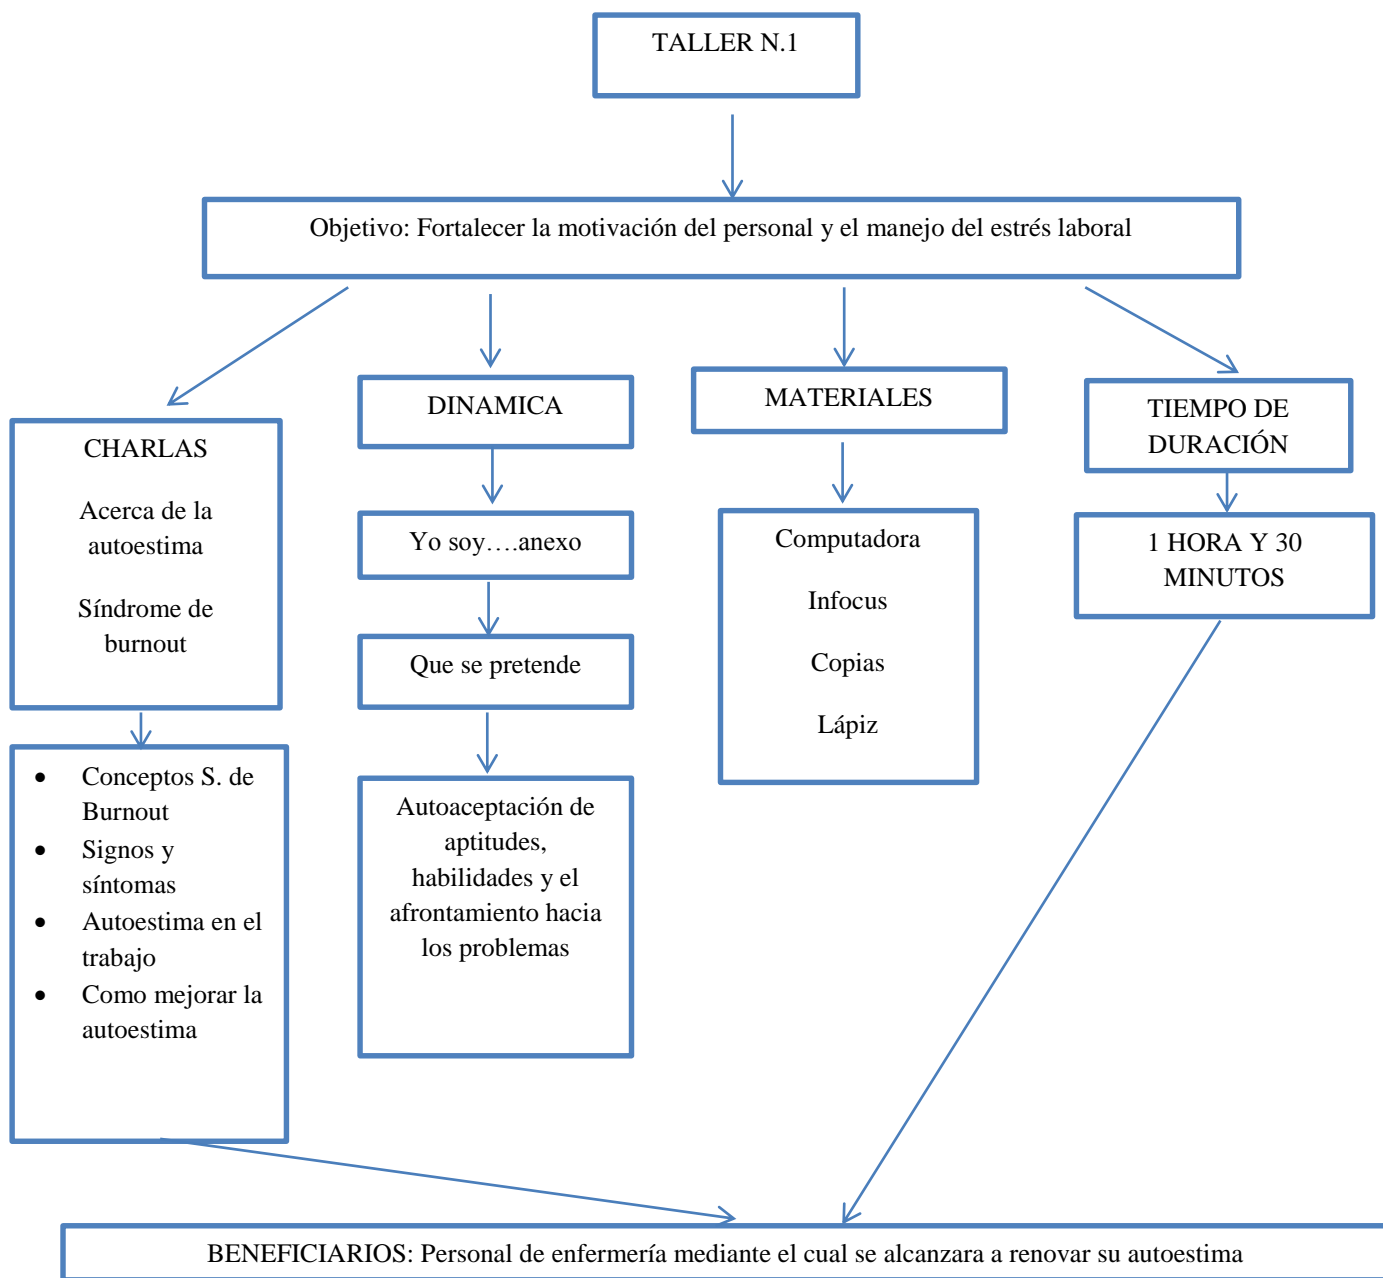 TALLER N.1
Objetivo: Fortalecer la motivación del personal y el manejo del estrés laboral
CHARLAS
Acerca de la
autoestima
Síndrome de
burnout
• Conceptos S. de
Burnout
• Signos y
síntomas
• Autoestima en el
trabajo
• Como mejorar la
autoestima
DINAMICA
Yo soy….anexo
Que se pretende
Autoaceptación de
aptitudes,
habilidades y el
afrontamiento hacia
los problemas
MATERIALES
Computadora
Infocus
Copias
Lápiz
TIEMPO DE
DURACIÓN
1 HORA Y 30
MINUTOS
BENEFICIARIOS: Personal de enfermería mediante el cual se alcanzara a renovar su autoestima